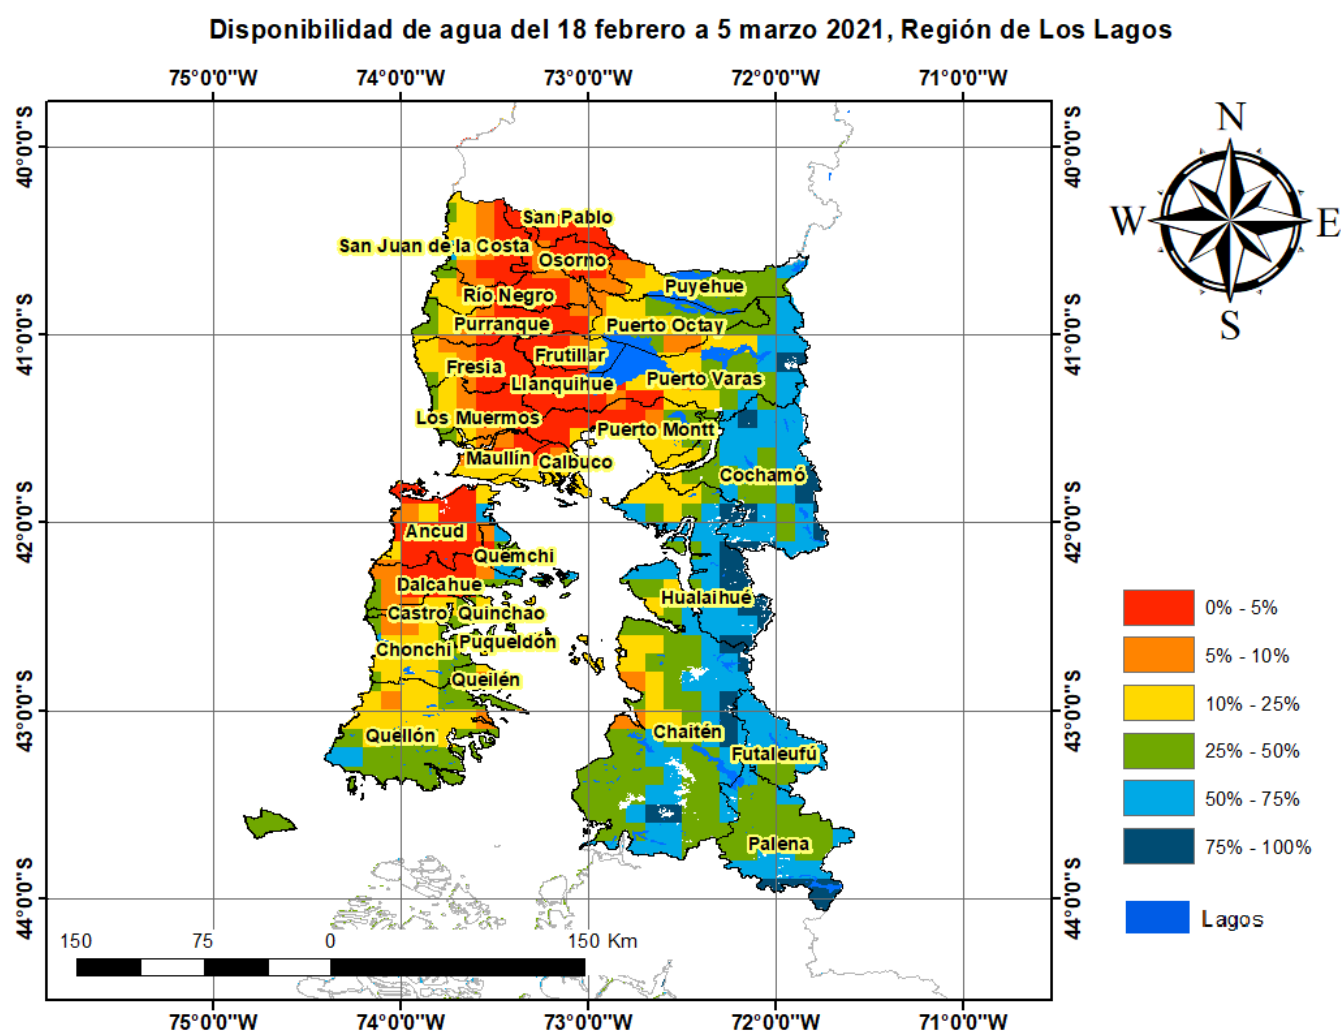 Disponibilidad de agua del 18 febrero a 5 marzo 2021, Región de Los Lagos
75°0'0"W 74°0'0"W 73°0'0"W 72°0'0"W 71°0'0"W
40°0'0"S
40°0'0"S
N
W
E
S
San Pablo
San Juan de la Costa
Osorno
Puyehue
Río Negro
Purranque
Puerto Octay
41°0'0"S
41°0'0"S
Frutillar
Fresia
Llanquihue
Puerto Varas
Los Muermos
Puerto Montt
Maullín
Calbuco
Cochamó
42°0'0"S
42°0'0"S
Ancud
Quemchi
Dalcahue
Hualaihué
Castro
Quinchao
Puqueldón
Chonchi
Queilén
43°0'0"S
43°0'0"S
Quellón
Chaitén
Futaleufú
Palena
44°0'0"S
44°0'0"S
0% - 5%
5% - 10%
10% - 25%
25% - 50%
50% - 75%
75% - 100%
Lagos
150 75 0 150 Km
75°0'0"W 74°0'0"W 73°0'0"W 72°0'0"W 71°0'0"W